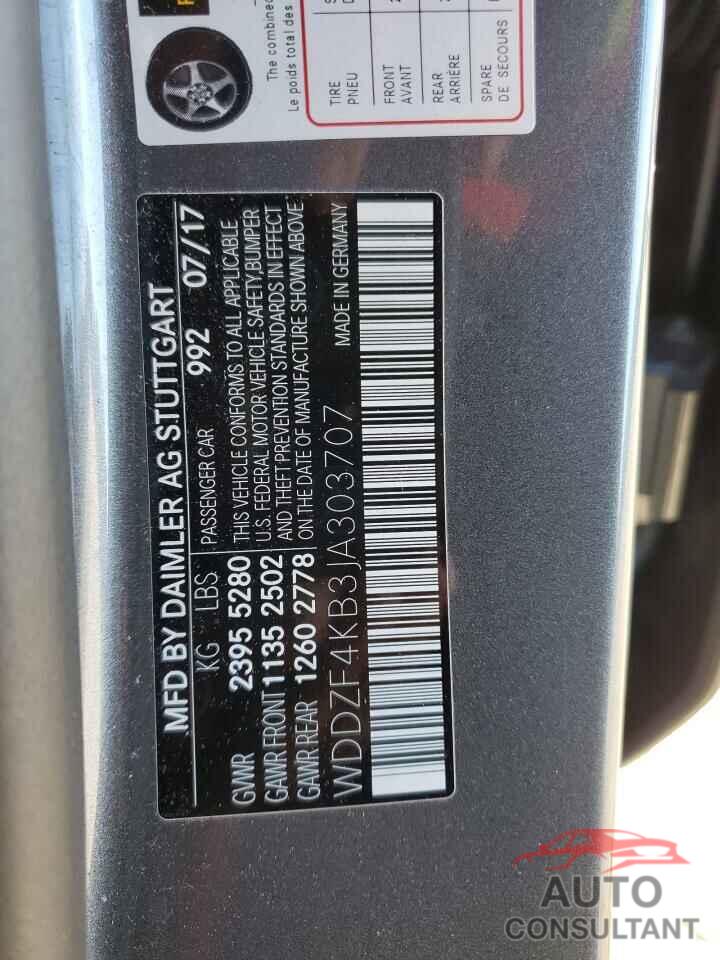 The combined
Le poids total des
TIRE
PNEU
FRONT
AVANT
REAR
ARRIÈRE
SPARE
DE SECOURS
MFD BY DAIMLER AG STUTTGART
KG LBS PASSENGER CAR 992 07/17
GVWR 2395 5280 THIS VEHICLE CONFORMS TO ALL APPLICABLE
GAWR FRONT 1135 2502 U.S. FEDERAL MOTOR VEHICLE SAFETY,BUMPER
AND THEFT PREVENTION STANDARDS IN EFFECT
GAWR REAR 1260 2778 ON THE DATE OF MANUFACTURE SHOWN ABOVE
WDDZF4KB3JA303707 MADE IN GERMANY
AUTO
CONSULTANT